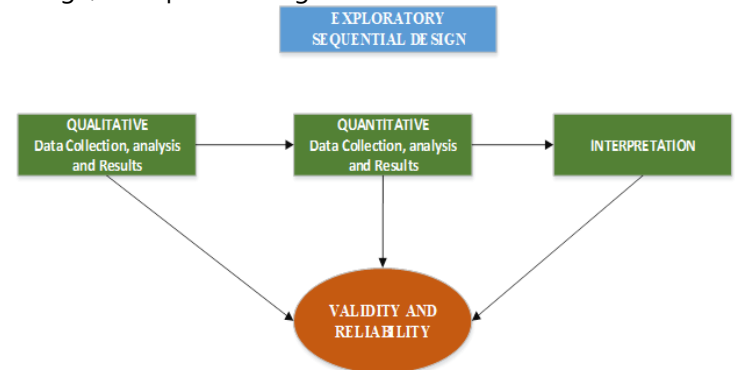 EXPLORATORY
SEQUENTIAL DESIGN
QUALITATIVE
Data Collection, analysis
and Results
QUANTITATIVE
Data Collection, analysis
and Results
INTERPRETATION
VALIDITY AND
RELIABILITY